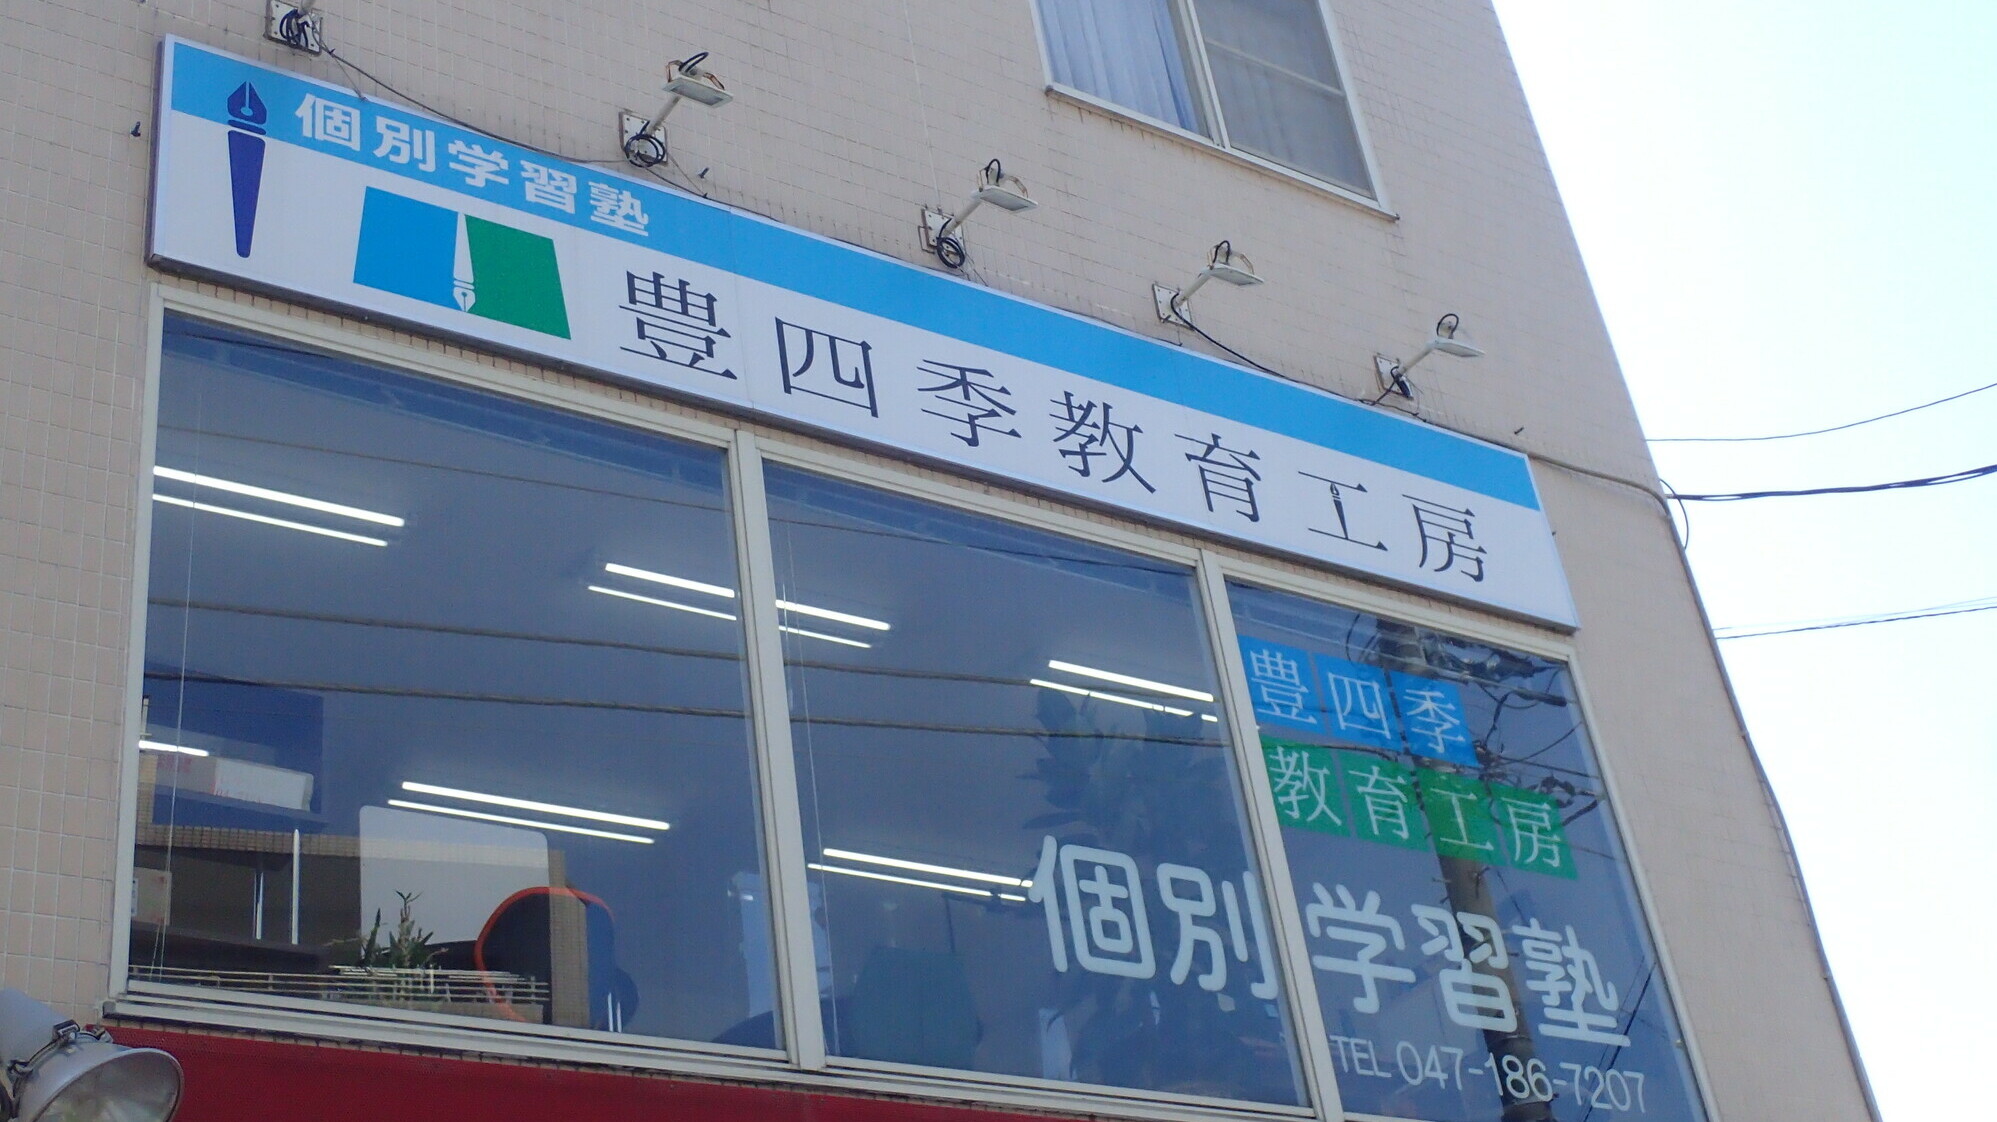 個別学習塾
豊四季教育工房
豊四季
教育工房
個別学習塾
TEL 047-186-7207